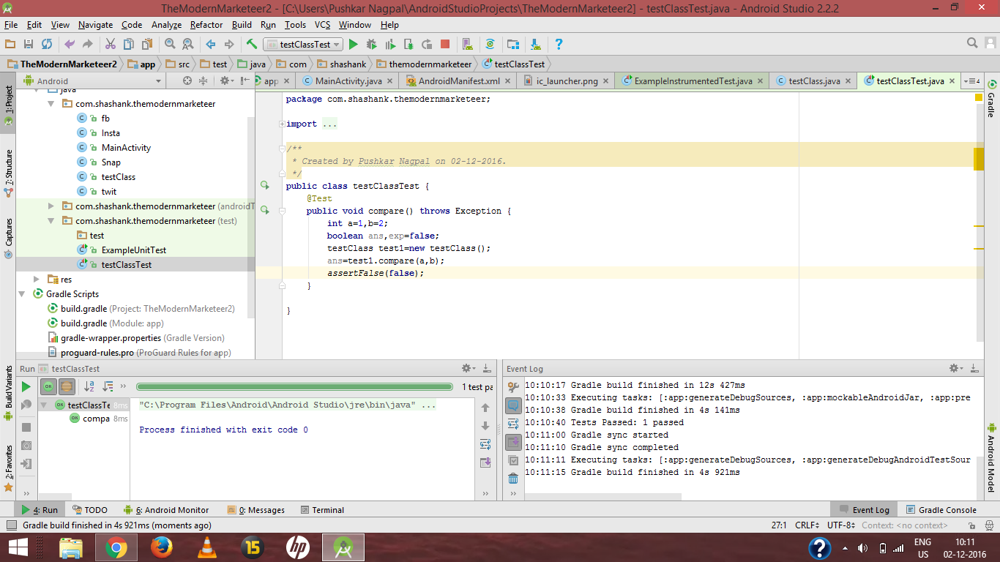 TheModernMarketeer2 - [C:\Users\Pushkar Nagpal\AndroidStudioProjects\TheModernMarketeer2] - testClassTest.java - Android Studio 2.2.2
File Edit View Navigate Code Analyze Refactor Build Run Tools VCS Window Help
testClassTest
TheModernMarketeer2 app src test java com shashank themodernmarketeer testClassTest
Android
app MainActivity.java AndroidManifest.xml ic_launcher.png ExampleInstrumentedTest.java testClass.java testClassTest.java 4
1: Project
7: Structure
Captures
Build Variants
2: Favorites
java
com.shashank.themodernmarketeer
fb
Insta
MainActivity
Snap
testClass
twit
com.shashank.themodernmarketeer (androidT
com.shashank.themodernmarketeer (test)
test
ExampleUnitTest
testClassTest
res
Gradle Scripts
build.gradle (Project: TheModernMarketeer2)
build.gradle (Module: app)
gradle-wrapper.properties (Gradle Version)
proguard-rules.pro (ProGuard Rules for app)
package com.shashank.themodernmarketeer;
import ...
/**
* Created by Pushkar Nagpal on 02-12-2016.
*/
public class testClassTest {
@Test
public void compare() throws Exception {
int a=1,b=2;
boolean ans,exp=false;
testClass test1=new testClass();
ans=test1.compare(a,b);
assertFalse(false);
}
}
Gradle
Android Model
Run testClassTest
1 test pa
testClassTe 8ms
compa 8ms
"C:\Program Files\Android\Android Studio\jre\bin\java" ...
Process finished with exit code 0
Event Log
10:10:17 Gradle build finished in 12s 427ms
10:10:33 Executing tasks: [:app:generateDebugSources, :app:mockableAndroidJar, :app:pre
10:10:38 Gradle build finished in 4s 141ms
10:10:40 Tests Passed: 1 passed
10:11:00 Gradle sync started
10:11:10 Gradle sync completed
10:11:11 Executing tasks: [:app:generateDebugSources, :app:generateDebugAndroidTestSour
10:11:15 Gradle build finished in 4s 921ms
4: Run TODO 6: Android Monitor 0: Messages Terminal Event Log Gradle Console
Gradle build finished in 4s 921ms (moments ago) 27:1 CRLF UTF-8 Context: <no context>
15 hp ENG 10:11
US 02-12-2016